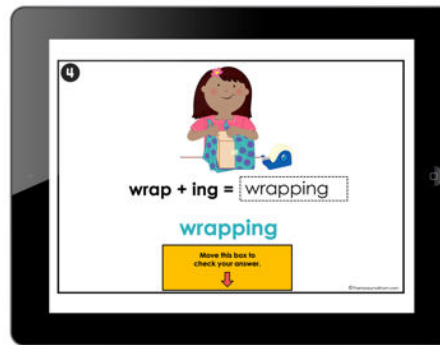 4
wrap + ing = wrapping
wrapping
Move this box to
check your answer.